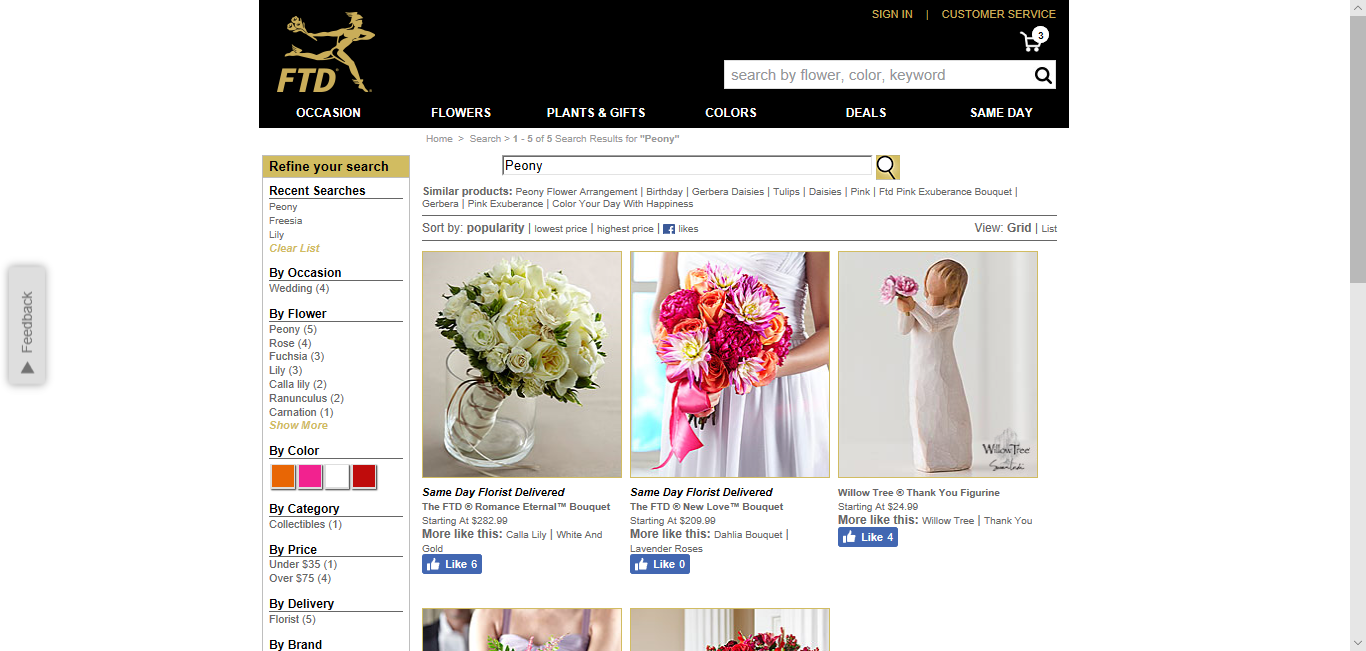 SIGN IN | CUSTOMER SERVICE
3
FTD
search by flower, color, keyword
OCCASION FLOWERS PLANTS & GIFTS COLORS DEALS SAME DAY
Home > Search > 1 - 5 of 5 Search Results for "Peony"
Refine your search
Recent Searches
Peony
Freesia
Lily
Clear List
By Occasion
Wedding (4)
By Flower
Peony (5)
Rose (4)
Fuchsia (3)
Lily (3)
Calla lily (2)
Ranunculus (2)
Carnation (1)
Show More
By Color
By Category
Collectibles (1)
By Price
Under $35 (1)
Over $75 (4)
By Delivery
Florist (5)
By Brand
Feedback
Peony
Similar products: Peony Flower Arrangement | Birthday | Gerbera Daisies | Tulips | Daisies | Pink | Ftd Pink Exuberance Bouquet |
Gerbera | Pink Exuberance | Color Your Day With Happiness
Sort by: popularity | lowest price | highest price | likes
View: Grid | List
Same Day Florist Delivered
The FTD ® Romance Eternal™ Bouquet
Starting At $282.99
More like this: Calla Lily | White And
Gold
Like 6
Same Day Florist Delivered
The FTD ® New Love™ Bouquet
Starting At $209.99
More like this: Dahlia Bouquet |
Lavender Roses
Like 0
Willow Tree
Willow Tree ® Thank You Figurine
Starting At $24.99
More like this: Willow Tree | Thank You
Like 4